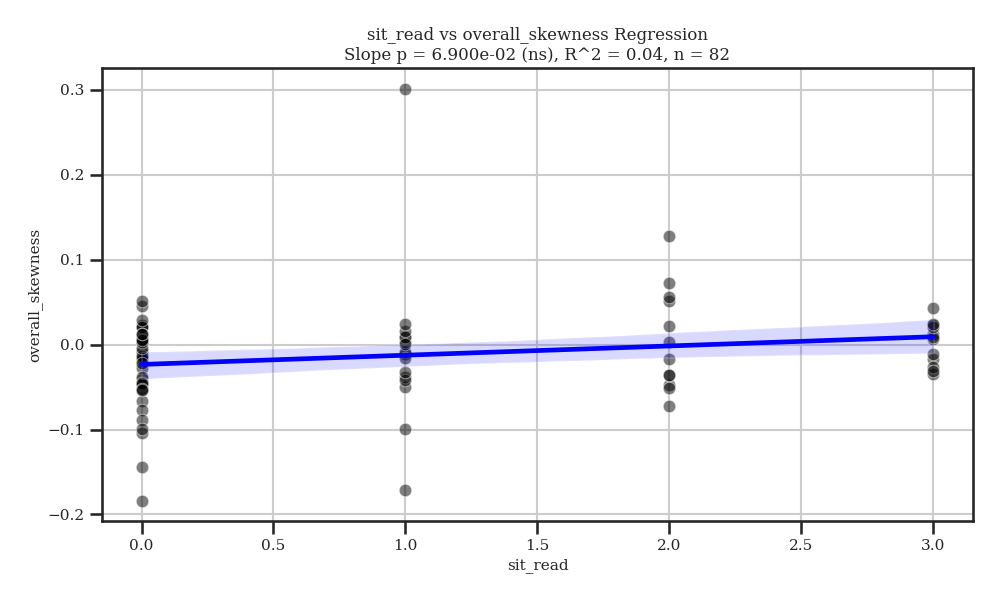 sit_read vs overall_skewness Regression
Slope p = 6.900e-02 (ns), R^2 = 0.04, n = 82
overall_skewness
0.3
0.2
0.1
0.0
−0.1
−0.2
0.0 0.5 1.0 1.5 2.0 2.5 3.0
sit_read